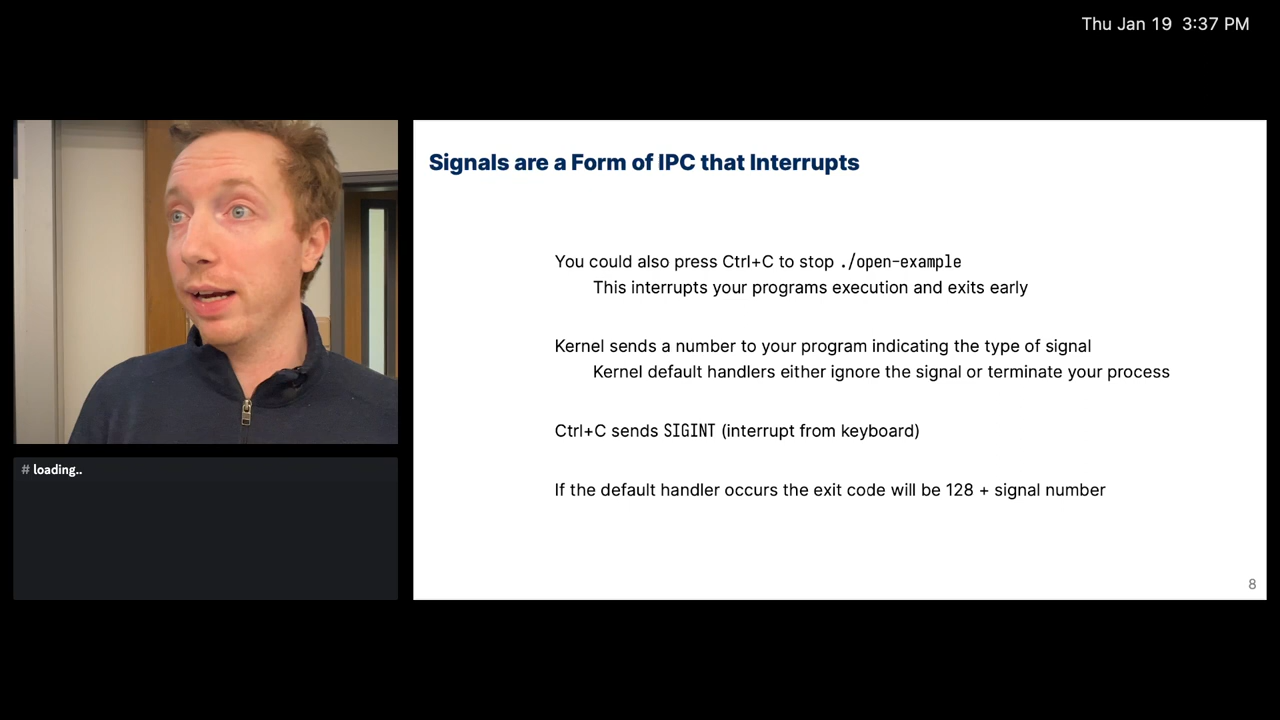 Thu Jan 19 3:37 PM
Signals are a Form of IPC that Interrupts
You could also press Ctrl+C to stop ./open-example
This interrupts your programs execution and exits early
Kernel sends a number to your program indicating the type of signal
Kernel default handlers either ignore the signal or terminate your process
Ctrl+C sends SIGINT (interrupt from keyboard)
If the default handler occurs the exit code will be 128 + signal number
8
# loading..